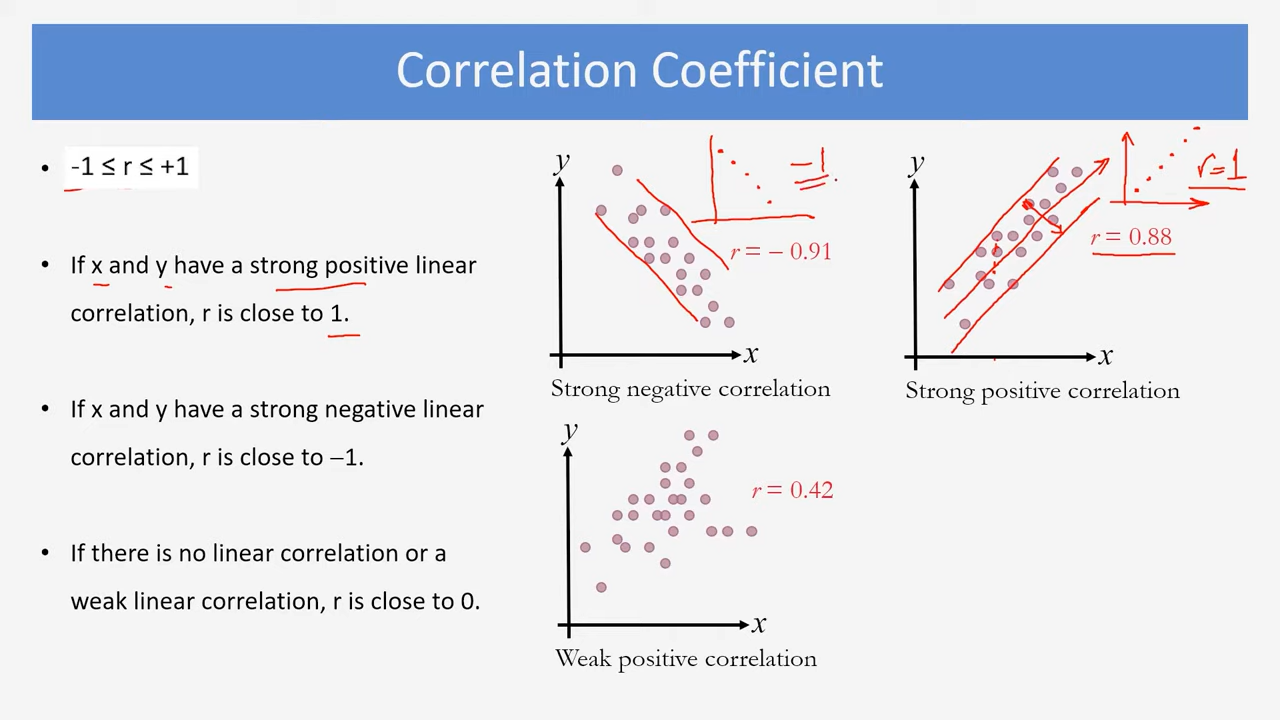 Correlation Coefficient
• -1 ≤ r ≤ +1
• If x and y have a strong positive linear
correlation, r is close to 1.
• If x and y have a strong negative linear
correlation, r is close to −1.
• If there is no linear correlation or a
weak linear correlation, r is close to 0.
y
−1
r = − 0.91
x
Strong negative correlation
y
r=1
r = 0.88
x
Strong positive correlation
y
r = 0.42
x
Weak positive correlation